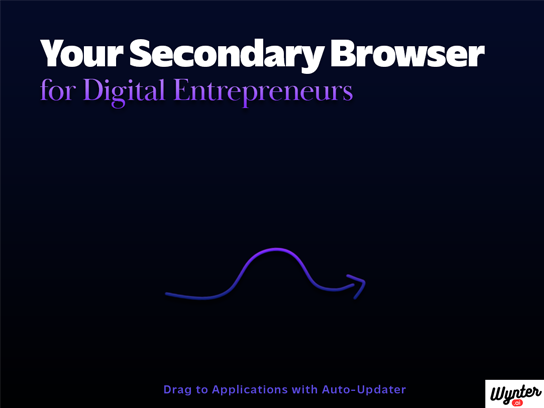 Your Secondary Browser
for Digital Entrepreneurs
Drag to Applications with Auto-Updater
Wynter